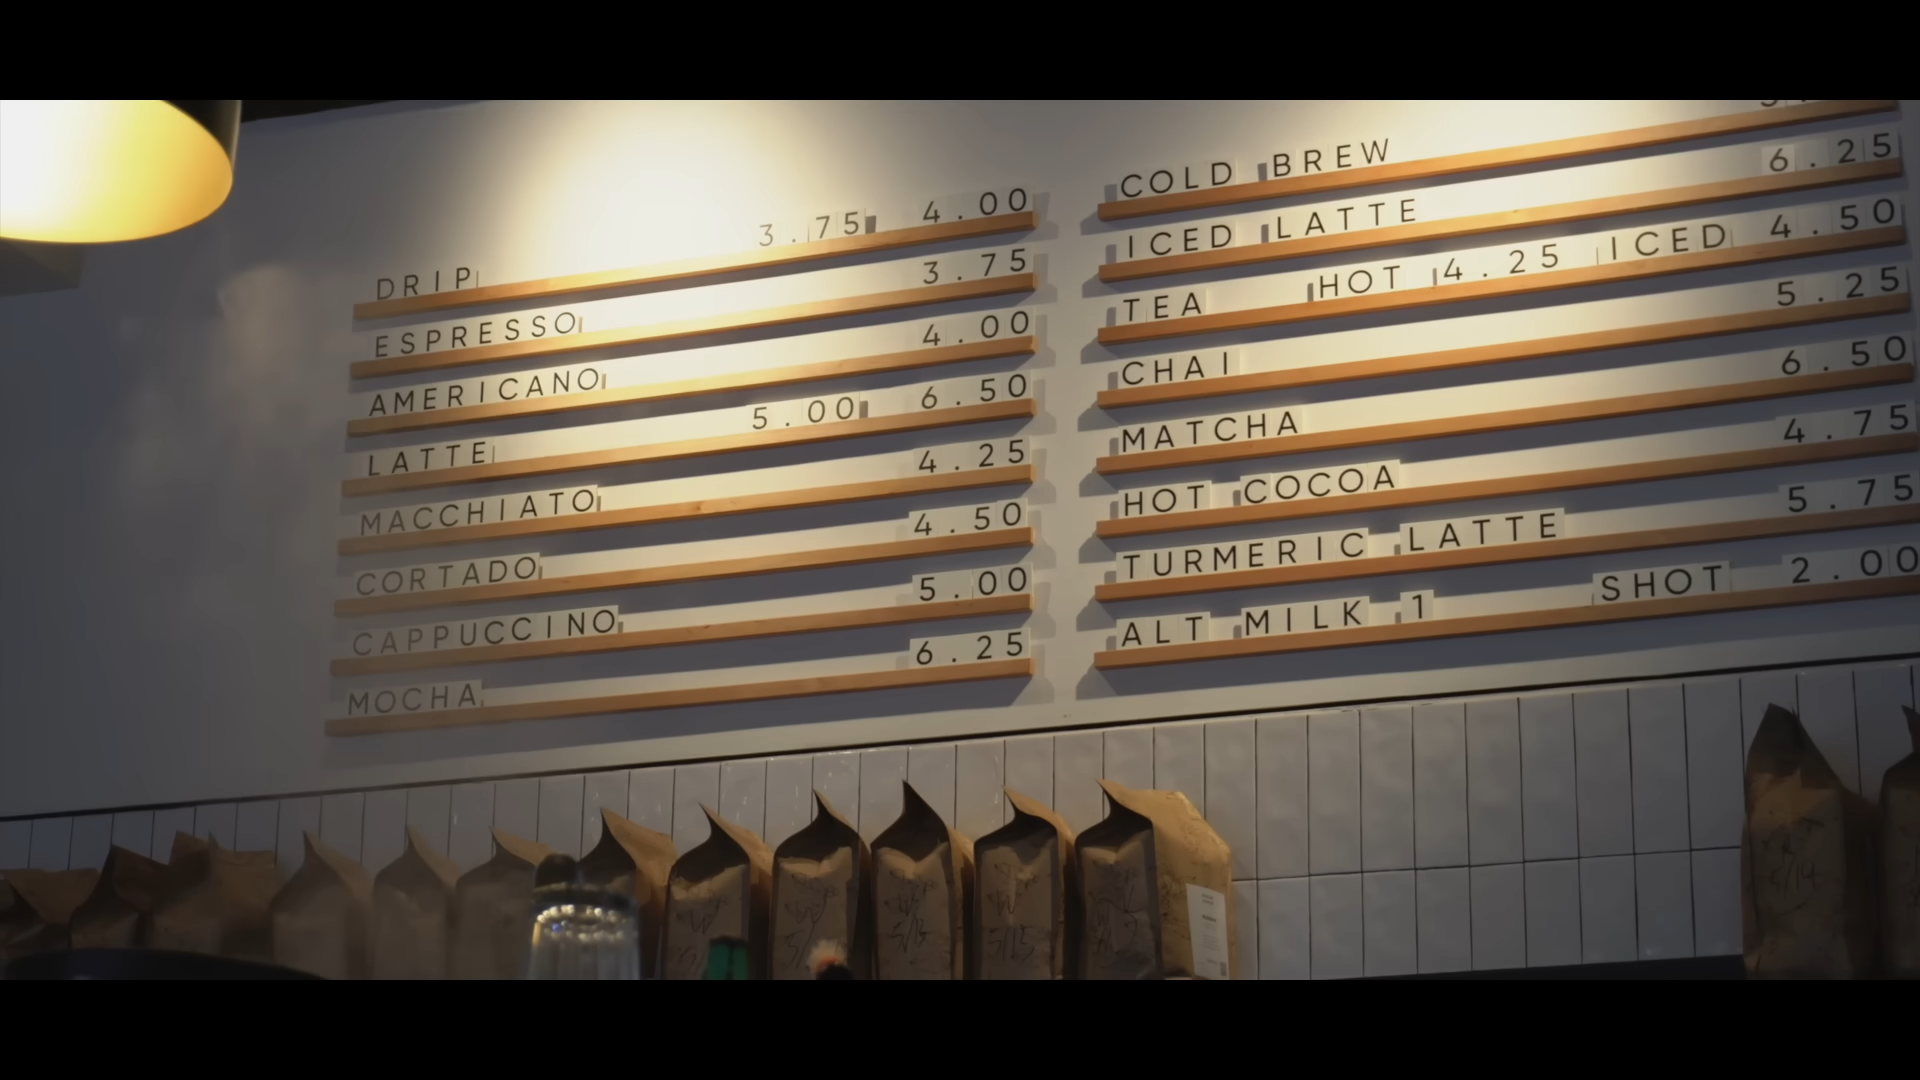 DRIP 3.75 4.00
ESPRESSO 3.75
AMERICANO 4.00
LATTE 5.00 6.50
MACCHIATO 4.25
CORTADO 4.50
CAPPUCCINO 5.00
MOCHA 6.25
COLD BREW
ICED LATTE 6.25
TEA HOT 4.25 ICED 4.50
CHAI 5.25
MATCHA 6.50
HOT COCOA 4.75
TURMERIC LATTE 5.75
ALT MILK 1 SHOT 2.00
5/15